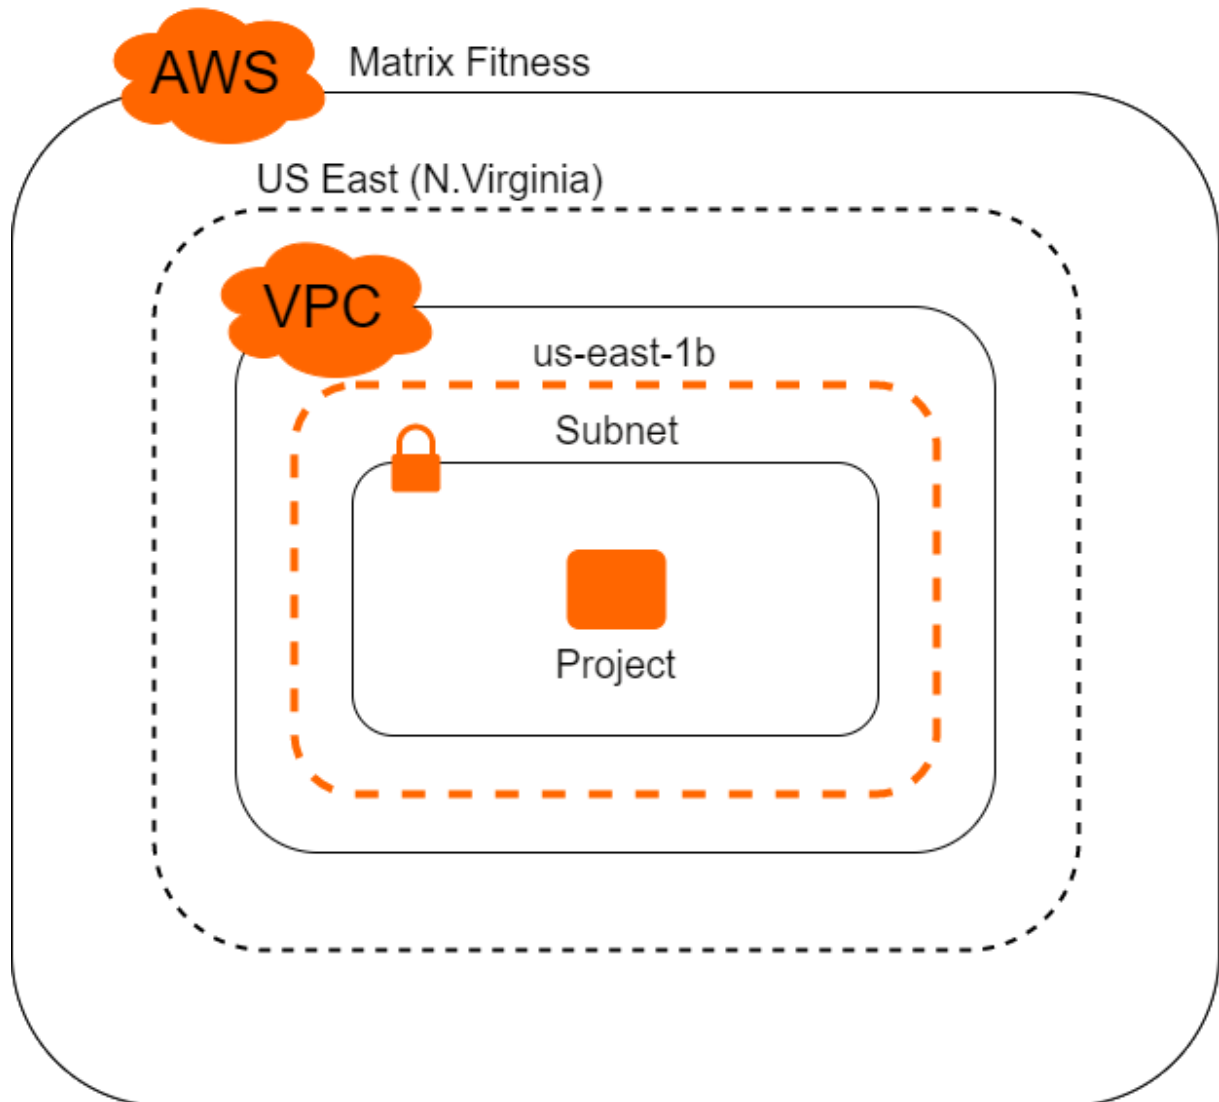 AWS
Matrix Fitness
US East (N.Virginia)
VPC
us-east-1b
Subnet
Project